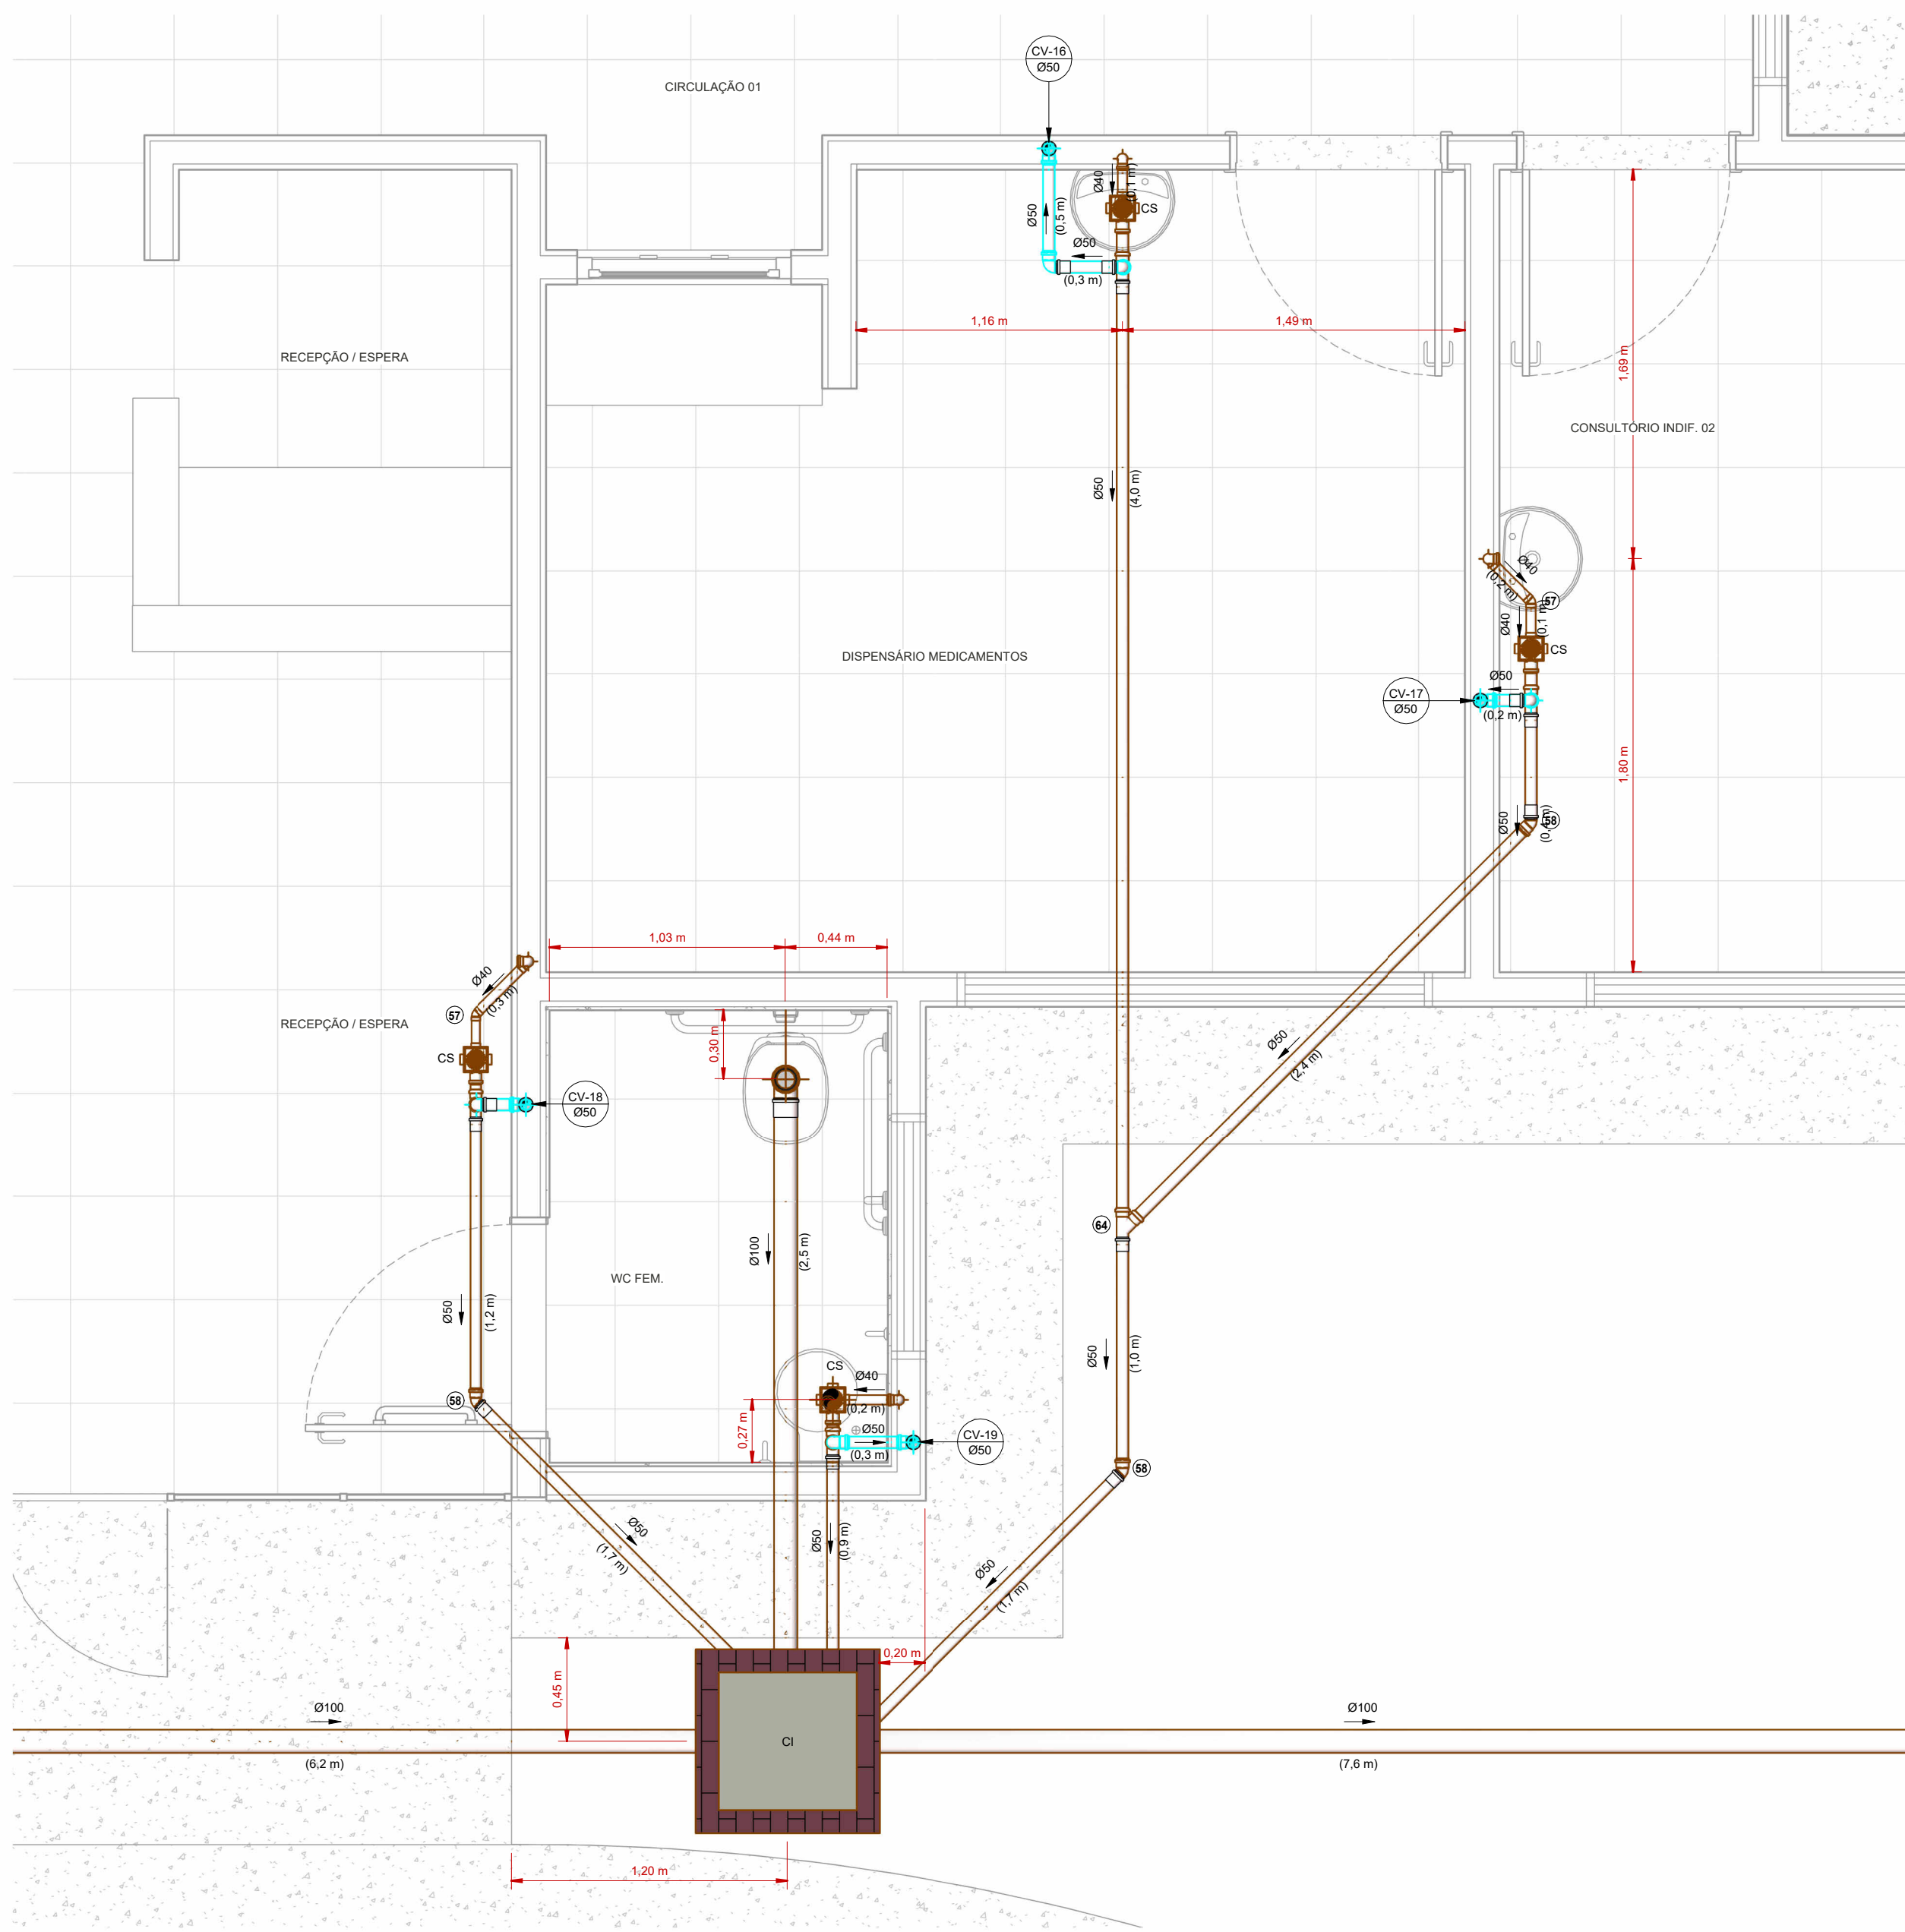 CV-16
Ø50
CIRCULAÇÃO 01
Ø40
(0,1 m)
CS
Ø50
(0,5 m)
Ø50
(0,3 m)
1,16 m
1,49 m
RECEPÇÃO / ESPERA
1,69 m
CONSULTÓRIO INDIF. 02
Ø50
(4,0 m)
Ø40
(0,2 m)
57
Ø40
(0,1 m)
CS
DISPENSÁRIO MEDICAMENTOS
Ø50
(0,2 m)
CV-17
Ø50
1,80 m
Ø50
58
1,03 m
0,44 m
Ø40
(0,3 m)
57
RECEPÇÃO / ESPERA
CS
0,30 m
Ø50
(2,4 m)
CV-18
Ø50
64
Ø100
(2,5 m)
WC FEM.
Ø50
(1,2 m)
Ø50
(1,0 m)
CS
Ø40
(0,2 m)
58
0,27 m
Ø50
(0,3 m)
CV-19
Ø50
58
Ø50
(1,7 m)
Ø50
(0,9 m)
Ø50
(1,7 m)
0,20 m
0,45 m
Ø100
(6,2 m)
CI
Ø100
(7,6 m)
1,20 m